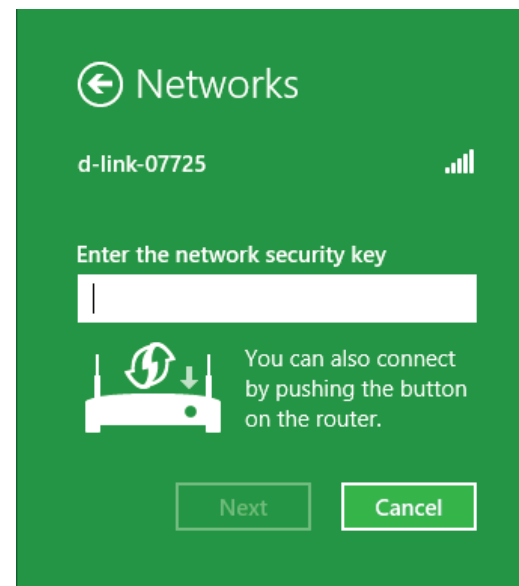 Networks
d-link-07725
Enter the network security key
You can also connect
by pushing the button
on the router.
Next
Cancel